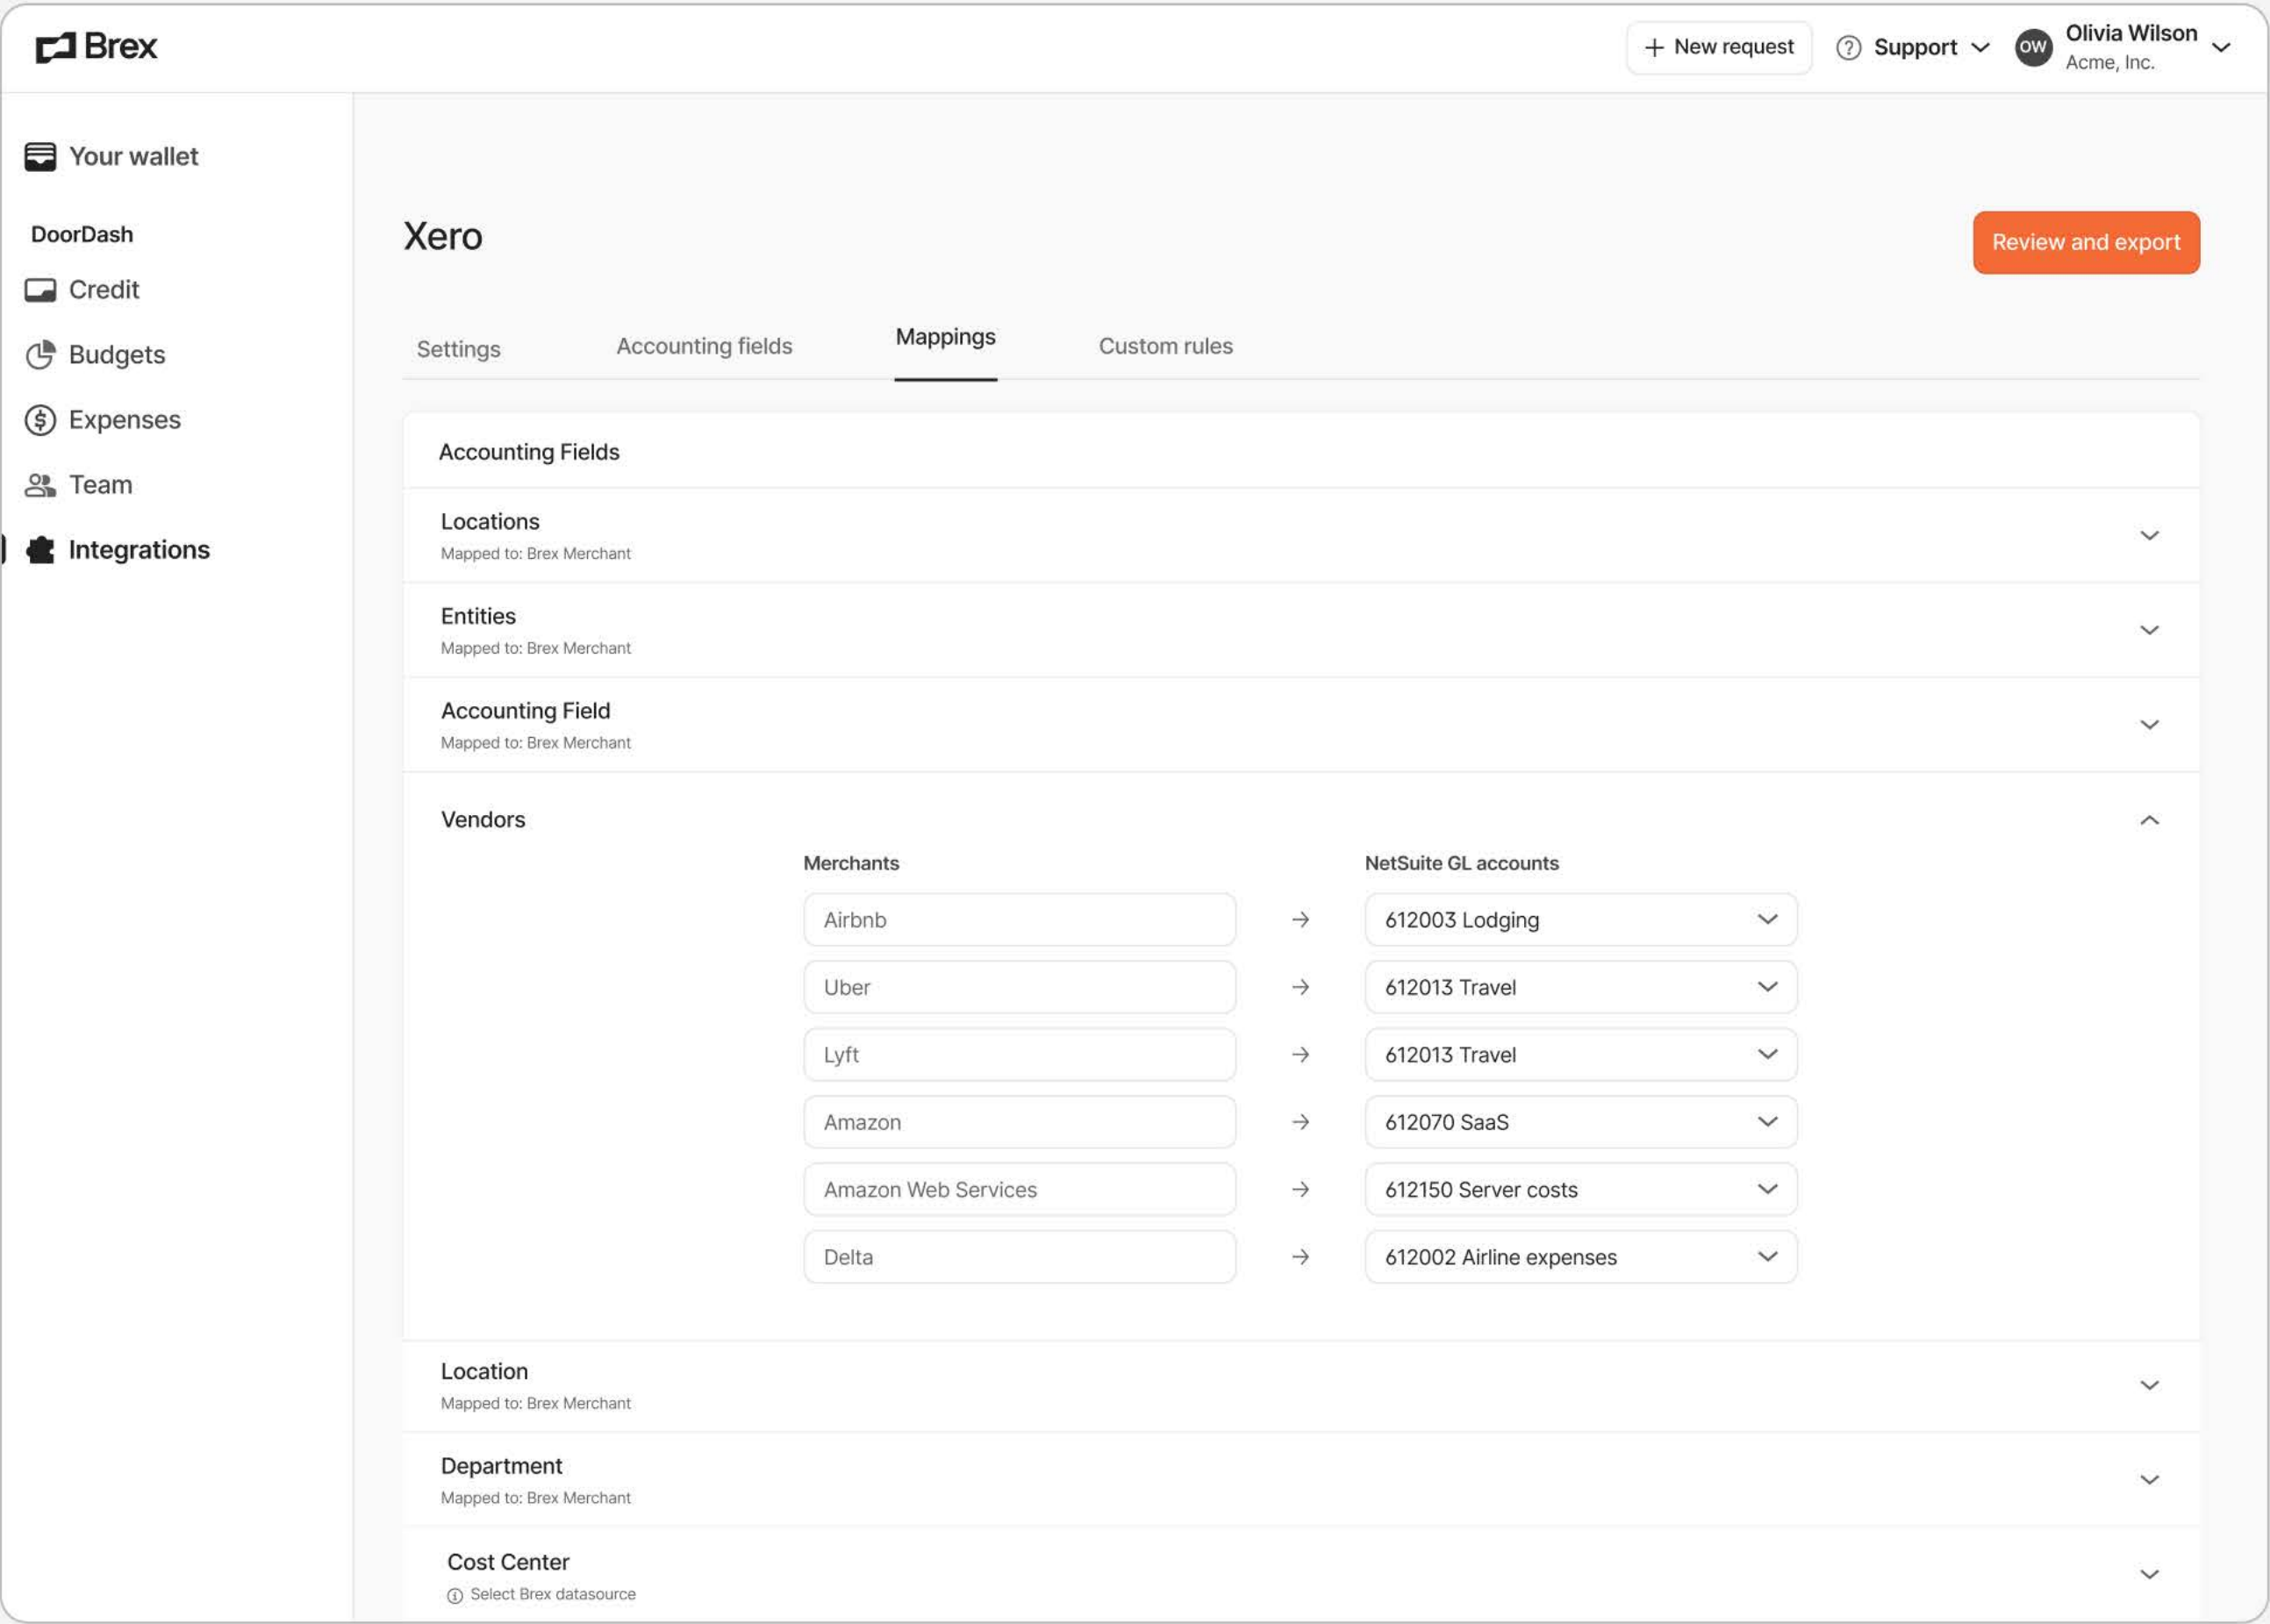 Brex
New request
Support
OW
Olivia Wilson
Acme, Inc.
Your wallet
DoorDash
Credit
Budgets
Expenses
Team
Integrations
Xero
Review and export
Settings
Accounting fields
Mappings
Custom rules
Accounting Fields
Locations
Mapped to: Brex Merchant
Entities
Mapped to: Brex Merchant
Accounting Field
Mapped to: Brex Merchant
Vendors
Merchants
NetSuite GL accounts
Airbnb
612003 Lodging
Uber
612013 Travel
Lyft
612013 Travel
Amazon
612070 SaaS
Amazon Web Services
612150 Server costs
Delta
612002 Airline expenses
Location
Mapped to: Brex Merchant
Department
Mapped to: Brex Merchant
Cost Center
Select Brex datasource